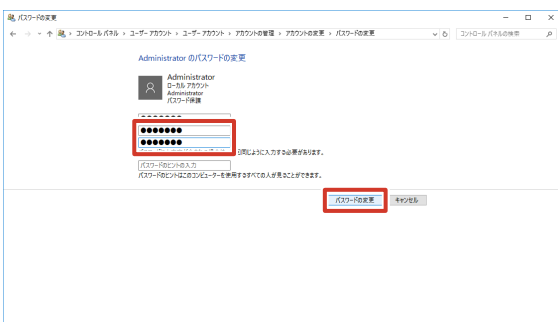 パスワードの変更
コントロール パネル › ユーザー アカウント › ユーザー アカウント › アカウントの管理 › アカウントの変更 › パスワードの変更
コントロール パネルの検索
Administrator のパスワードの変更
Administrator
ローカル アカウント
Administrator
パスワード保護
●●●●●●●
●●●●●●●
●●●●●●●
同じように入力する必要があります。
パスワードのヒントの入力
パスワードのヒントはこのコンピューターを使用するすべての人が見ることができます。
パスワードの変更 キャンセル